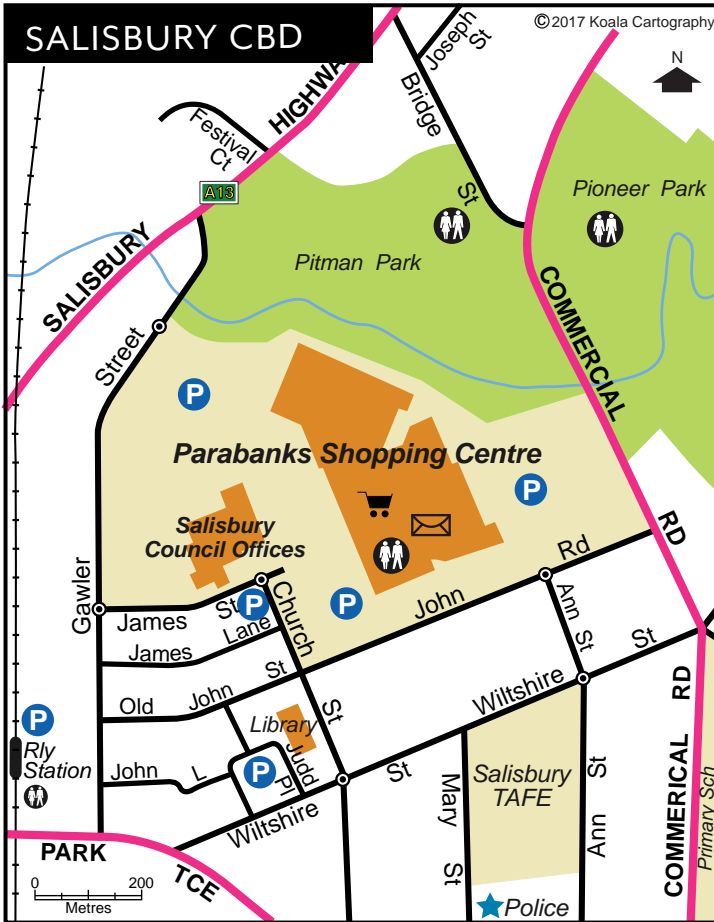 SALISBURY CBD
©2017 Koala Cartography
N
Joseph
St
Bridge
St
HIGHWA
Festival
Ct
A13
SALISBURY
Pioneer Park
Pitman Park
COMMERCIAL
RD
Street
Gawler
P
Parabanks Shopping Centre
P
Salisbury
Council Offices
P
P
John Rd
James St
James Lane
Church
St
Ann St
Old John St
Wiltshire St
Library
Judd
Pl
P
P
Rly
Station
John L
Wiltshire St
Mary
St
Salisbury
TAFE
Ann St
COMMERICAL RD
Primary Sch
PARK TCE
0 200
Metres
Police